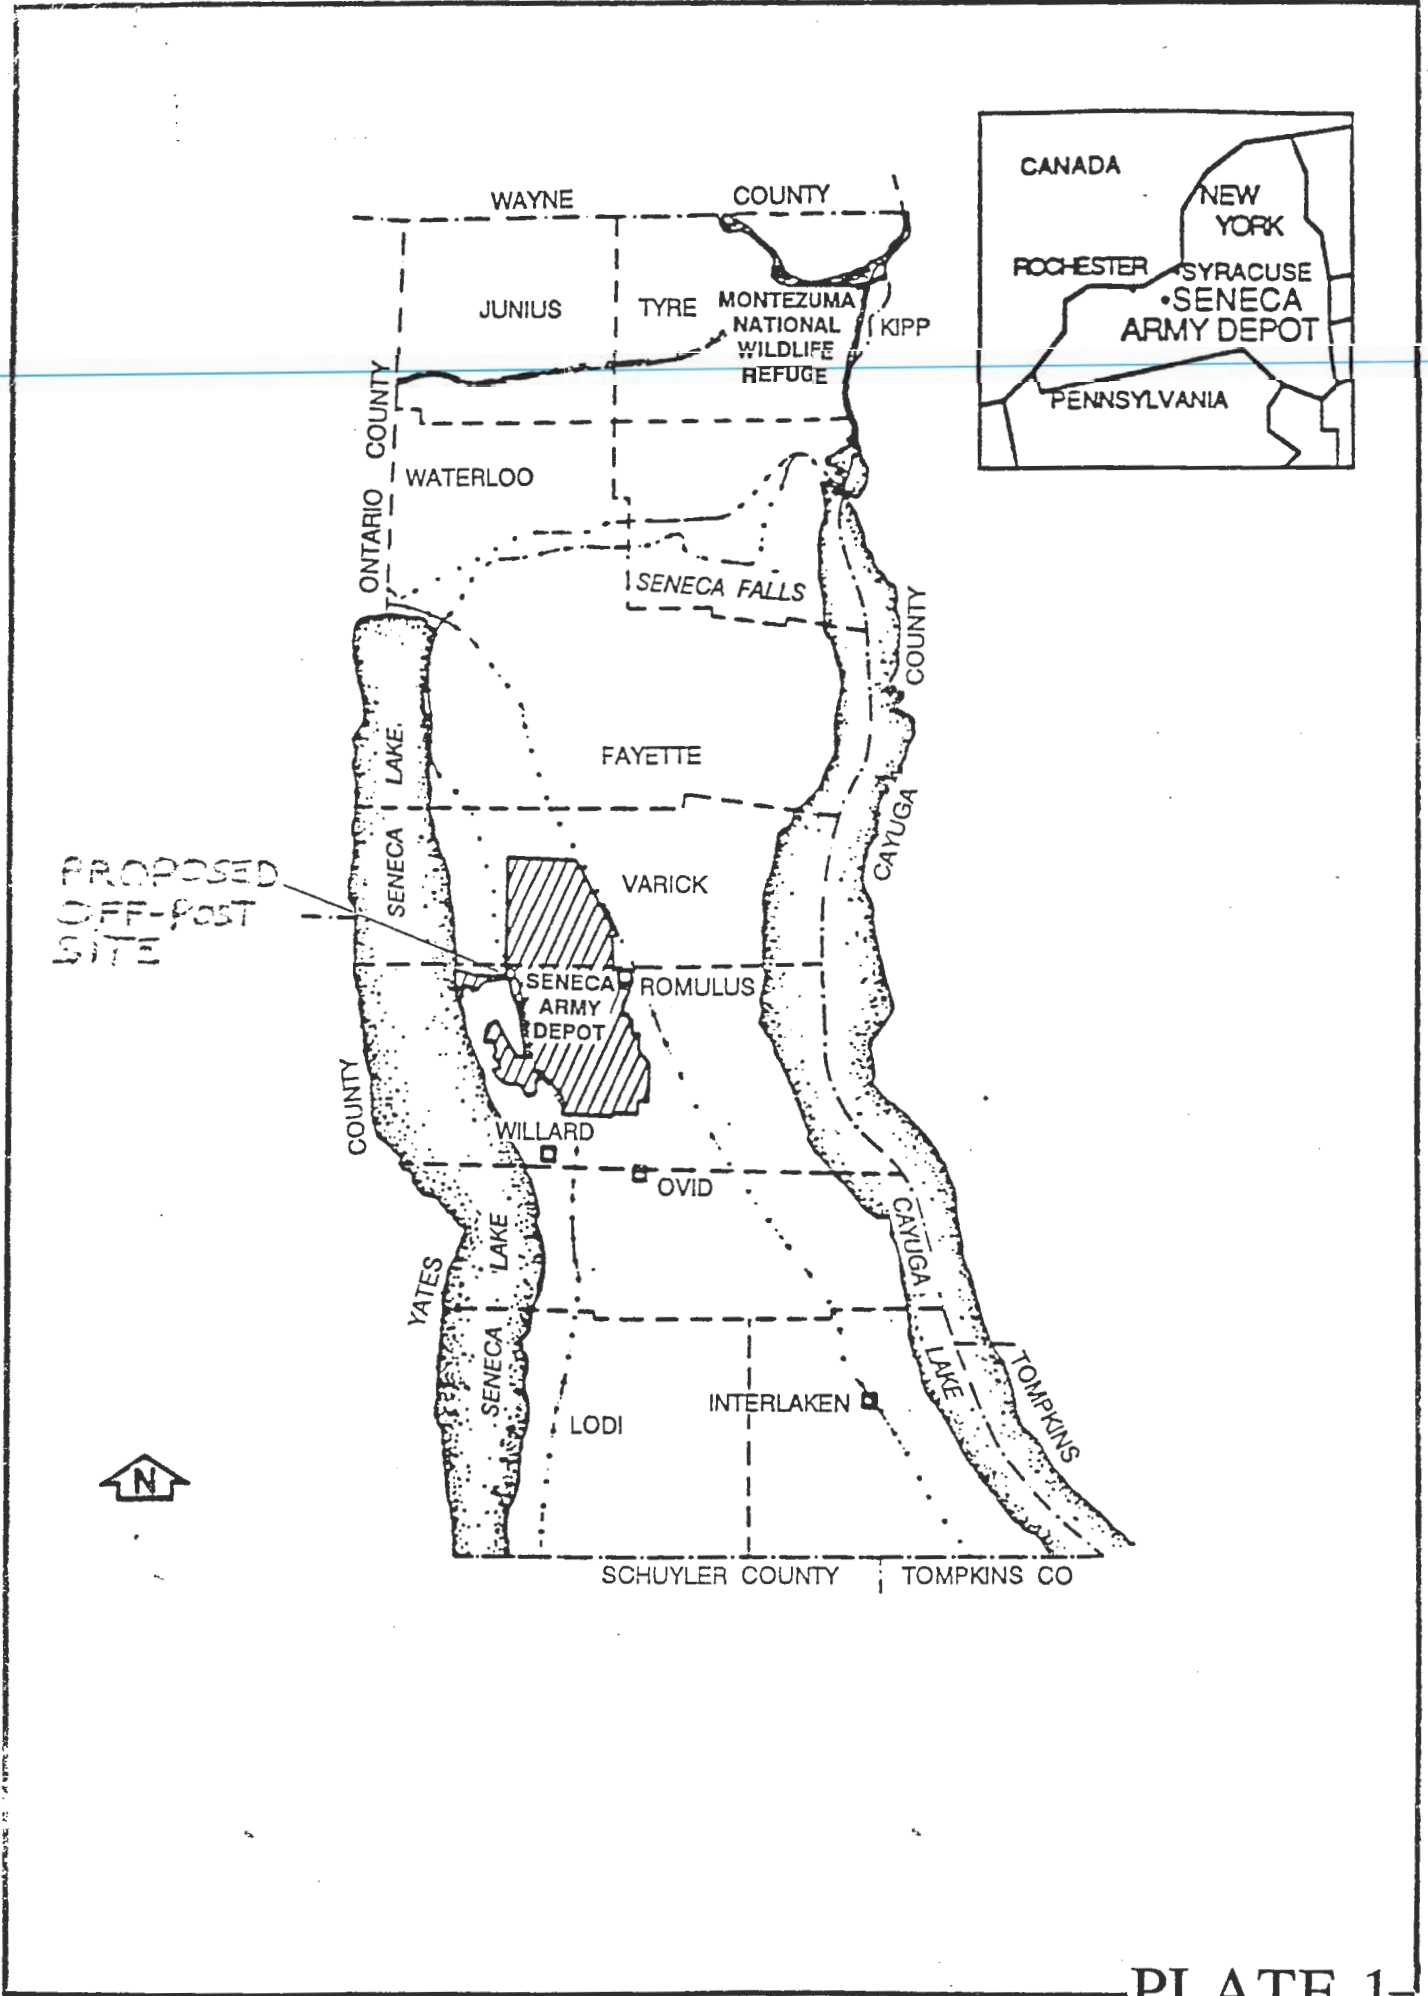 CANADA
NEW
YORK
ROCHESTER
SYRACUSE
SENECA
ARMY DEPOT
PENNSYLVANIA
WAYNE COUNTY
JUNIUS
TYRE
MONTEZUMA
NATIONAL
WILDLIFE
REFUGE
KIPP
ONTARIO COUNTY
WATERLOO
SENECA FALLS
CAYUGA COUNTY
SENECA LAKE
FAYETTE
VARICK
PROPOSED
OFF-POST
SITE
SENECA
ARMY
DEPOT
ROMULUS
YATES COUNTY
WILLARD
OVID
SENECA LAKE
CAYUGA LAKE
INTERLAKEN
LODI
TOMPKINS
N
SCHUYLER COUNTY
TOMPKINS CO
PLATE 1-